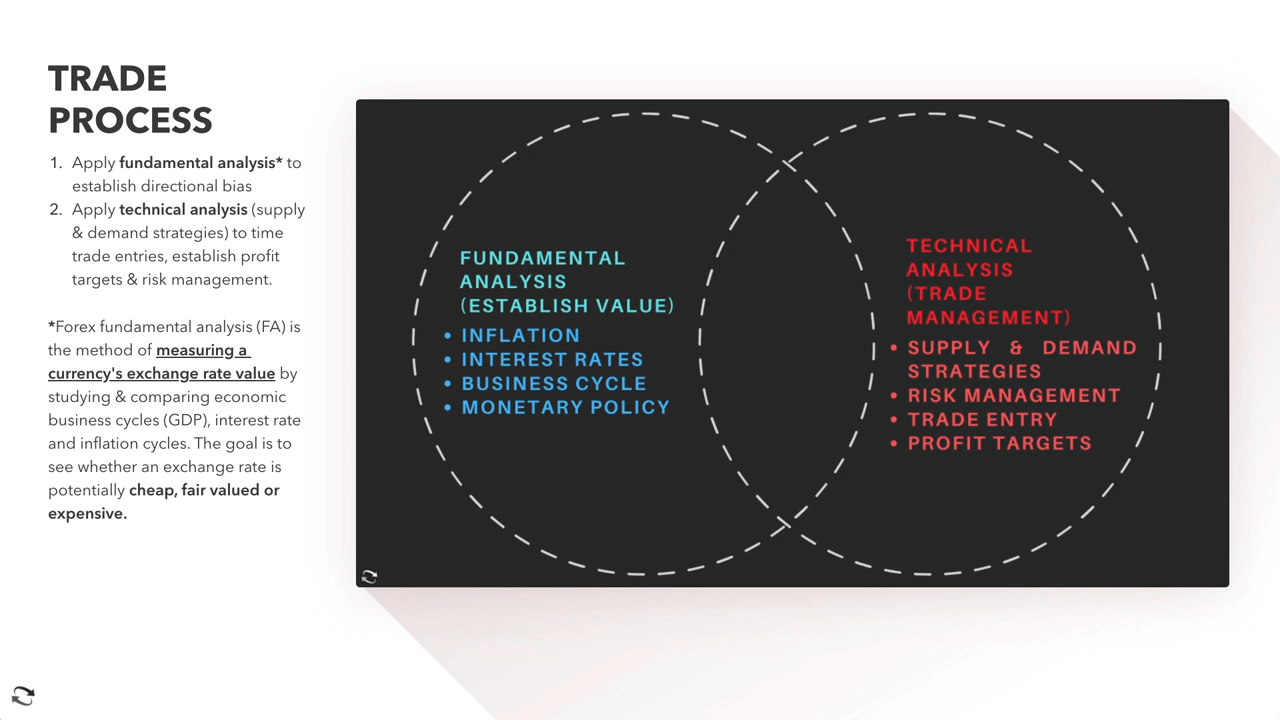 TRADE
PROCESS
1. Apply fundamental analysis* to
establish directional bias
2. Apply technical analysis (supply
& demand strategies) to time
trade entries, establish profit
targets & risk management.
*Forex fundamental analysis (FA) is
the method of measuring a
currency's exchange rate value by
studying & comparing economic
business cycles (GDP), interest rate
and inflation cycles. The goal is to
see whether an exchange rate is
potentially cheap, fair valued or
expensive.
FUNDAMENTAL
ANALYSIS
(ESTABLISH VALUE)
• INFLATION
• INTEREST RATES
• BUSINESS CYCLE
• MONETARY POLICY
TECHNICAL
ANALYSIS
(TRADE
MANAGEMENT)
• SUPPLY & DEMAND
STRATEGIES
• RISK MANAGEMENT
• TRADE ENTRY
• PROFIT TARGETS